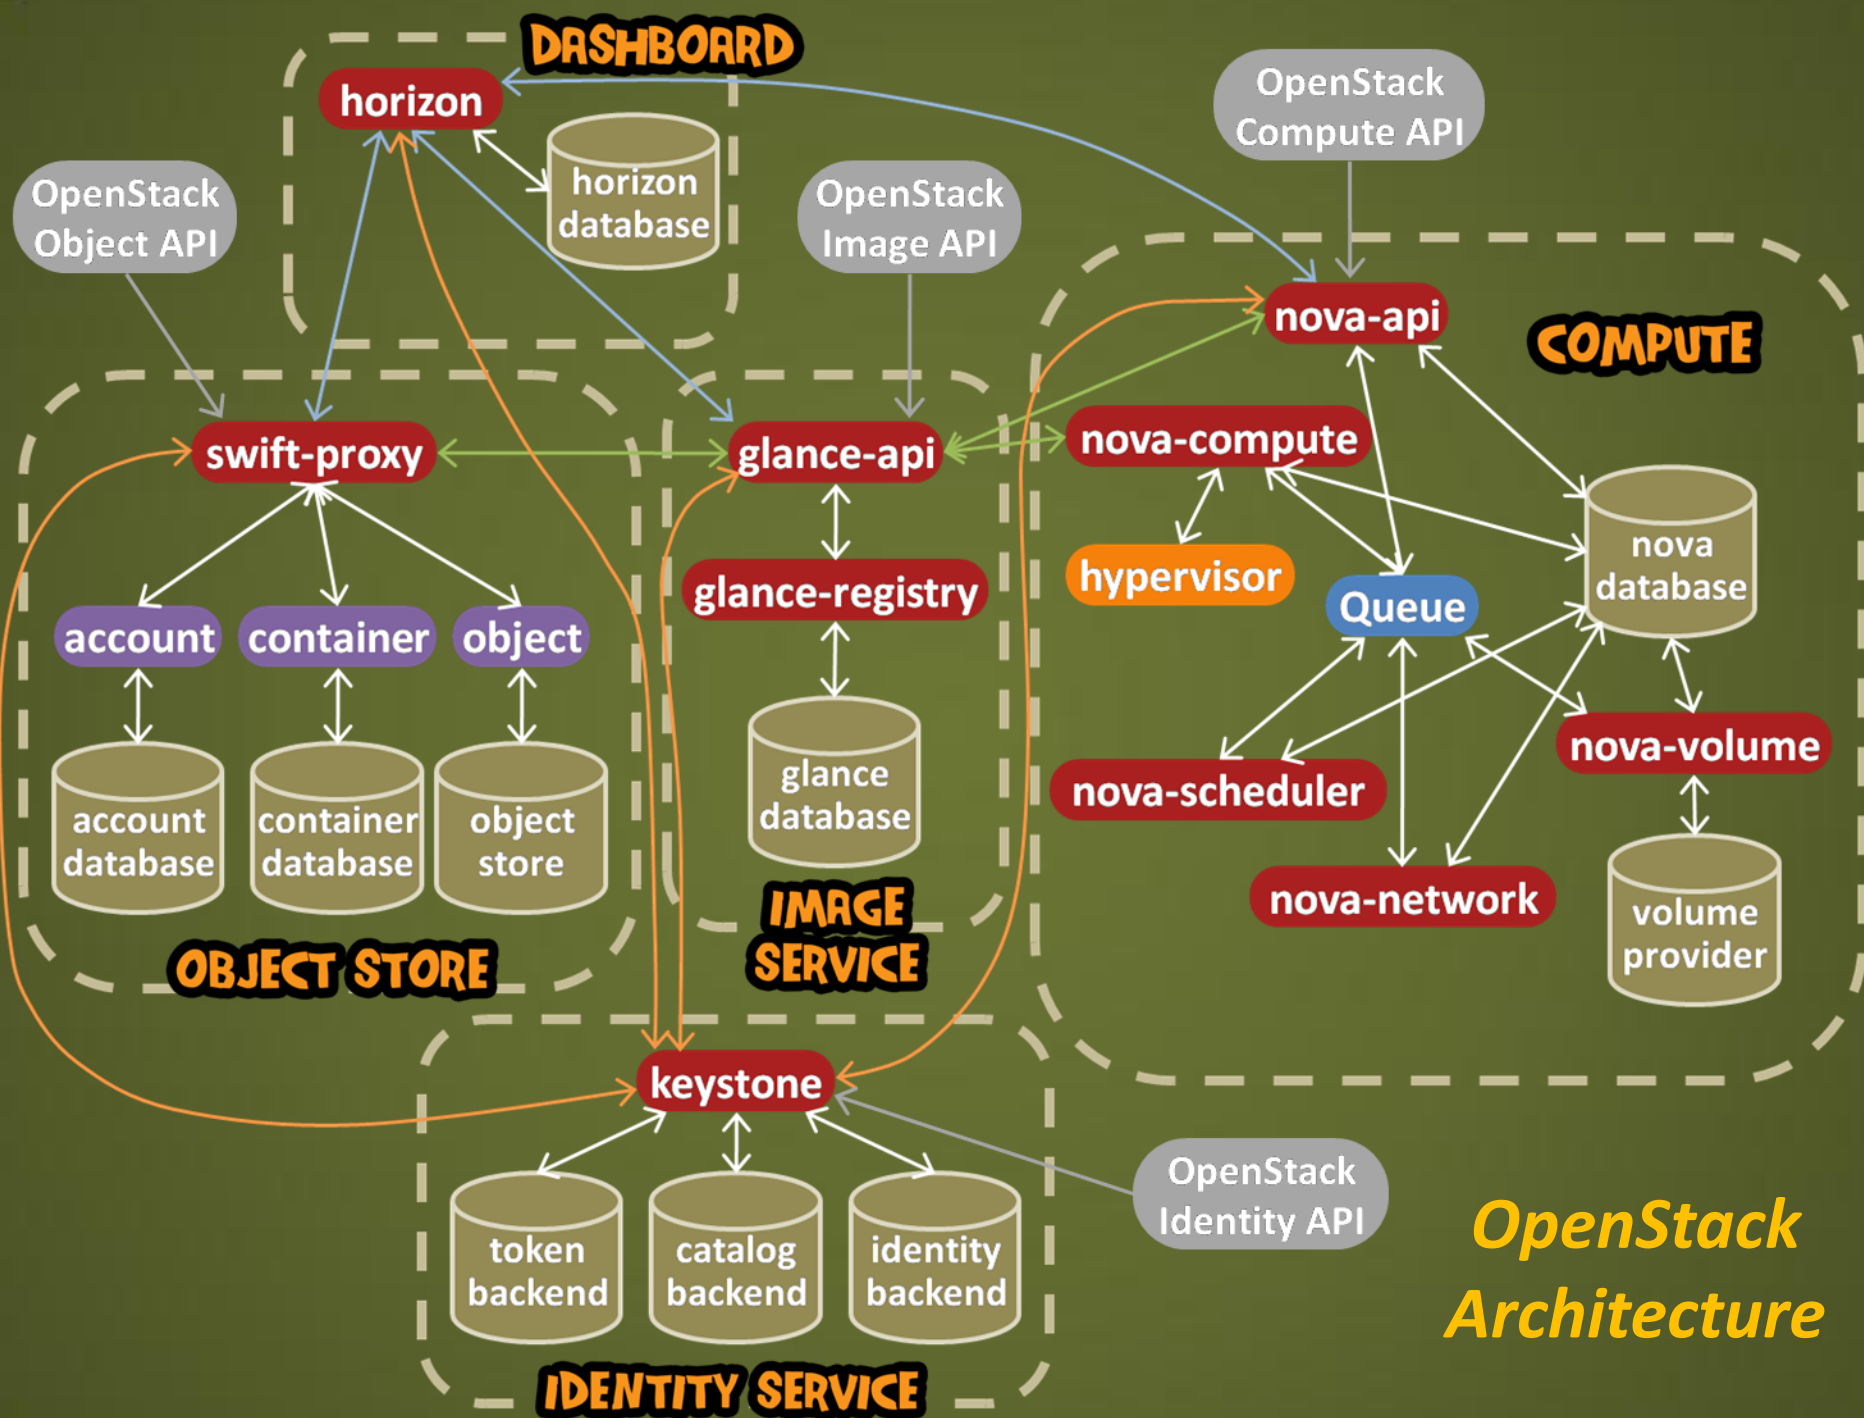 DASHBOARD
horizon
horizon
database
OpenStack
Object API
OpenStack
Image API
OpenStack
Compute API
COMPUTE
nova-api
nova-compute
hypervisor
Queue
nova
database
nova-scheduler
nova-volume
nova-network
volume
provider
swift-proxy
account
container
object
account
database
container
database
object
store
OBJECT STORE
glance-api
glance-registry
glance
database
IMAGE
SERVICE
keystone
token
backend
catalog
backend
identity
backend
IDENTITY SERVICE
OpenStack
Identity API
OpenStack
Architecture